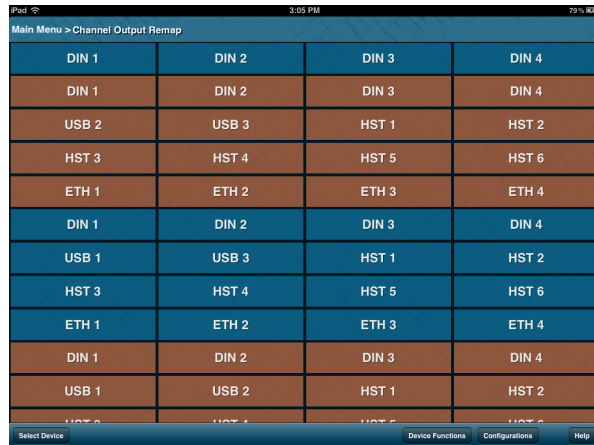 iPad 3:05 PM 79%
Main Menu > Channel Output Remap
DIN 1 DIN 2 DIN 3 DIN 4
DIN 1 DIN 2 DIN 3 DIN 4
USB 2 USB 3 HST 1 HST 2
HST 3 HST 4 HST 5 HST 6
ETH 1 ETH 2 ETH 3 ETH 4
DIN 1 DIN 2 DIN 3 DIN 4
USB 1 USB 3 HST 1 HST 2
HST 3 HST 4 HST 5 HST 6
ETH 1 ETH 2 ETH 3 ETH 4
DIN 1 DIN 2 DIN 3 DIN 4
USB 1 USB 2 HST 1 HST 2
Select Device Device Functions Configurations Help